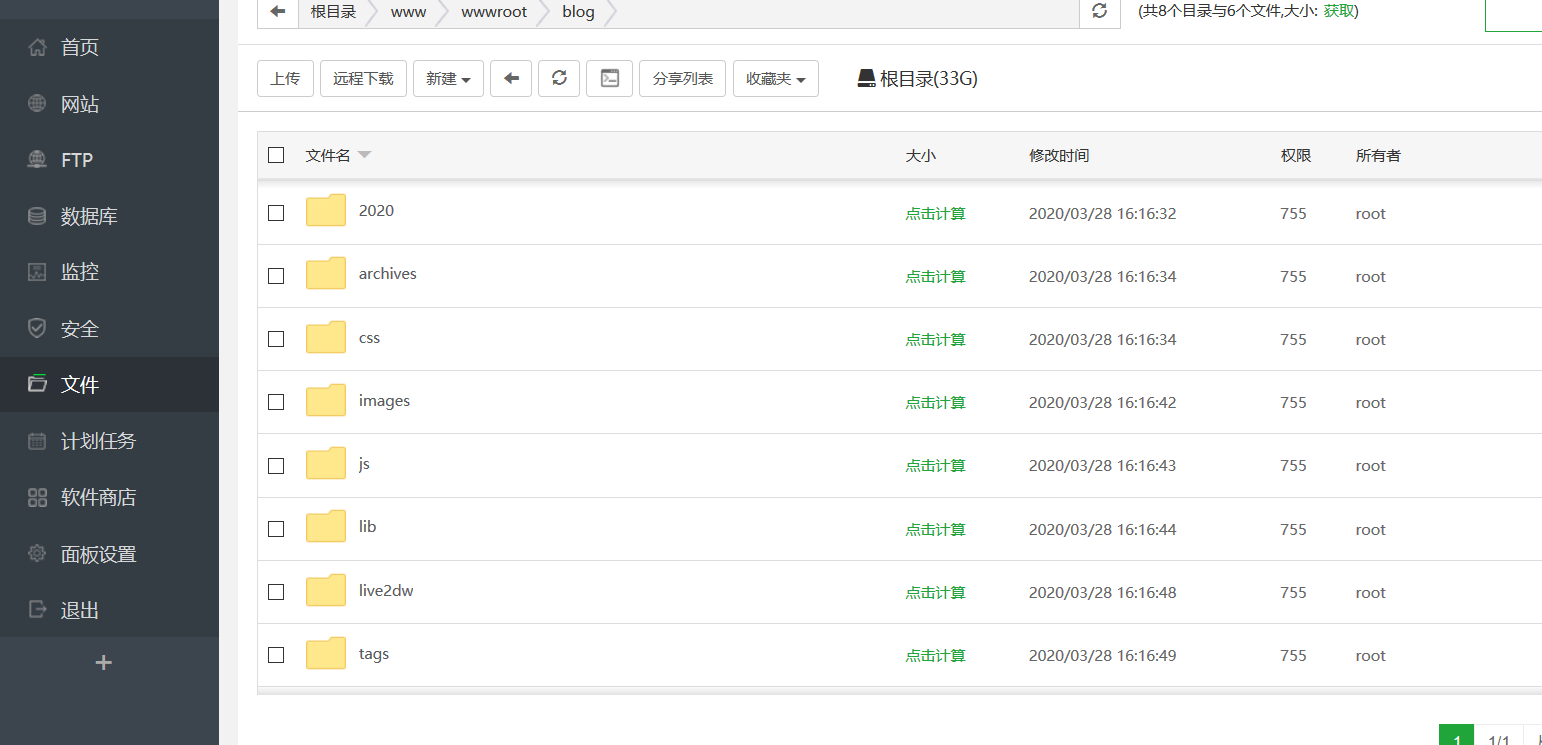 首页
网站
FTP
数据库
监控
安全
文件
计划任务
软件商店
面板设置
退出
+
根目录 www wwwroot blog (共8个目录与6个文件,大小: 获取)
上传 远程下载 新建 分享列表 收藏夹 根目录(33G)
文件名 大小 修改时间 权限 所有者
2020 点击计算 2020/03/28 16:16:32 755 root
archives 点击计算 2020/03/28 16:16:34 755 root
css 点击计算 2020/03/28 16:16:34 755 root
images 点击计算 2020/03/28 16:16:42 755 root
js 点击计算 2020/03/28 16:16:43 755 root
lib 点击计算 2020/03/28 16:16:44 755 root
live2dw 点击计算 2020/03/28 16:16:48 755 root
tags 点击计算 2020/03/28 16:16:49 755 root
1 1/1